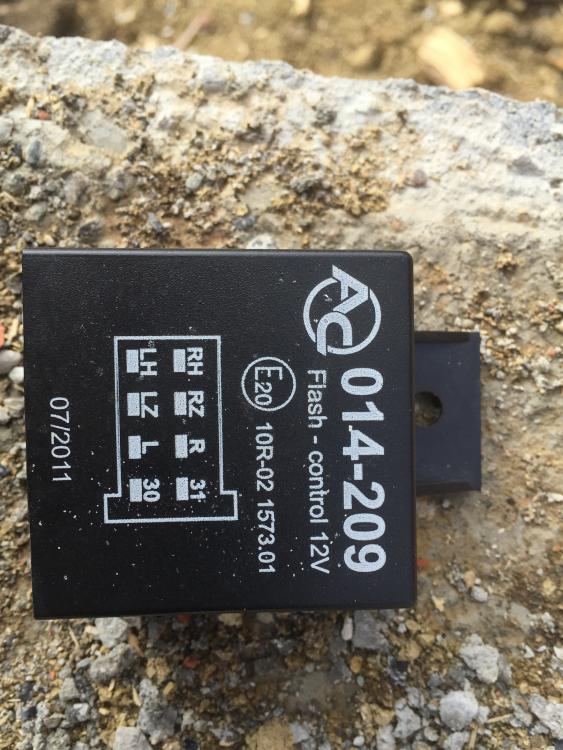 AC 014-209
Flash - control 12V
E20 10R-02 1573.01
RH RZ R 31
LH LZ L 30
07/2011